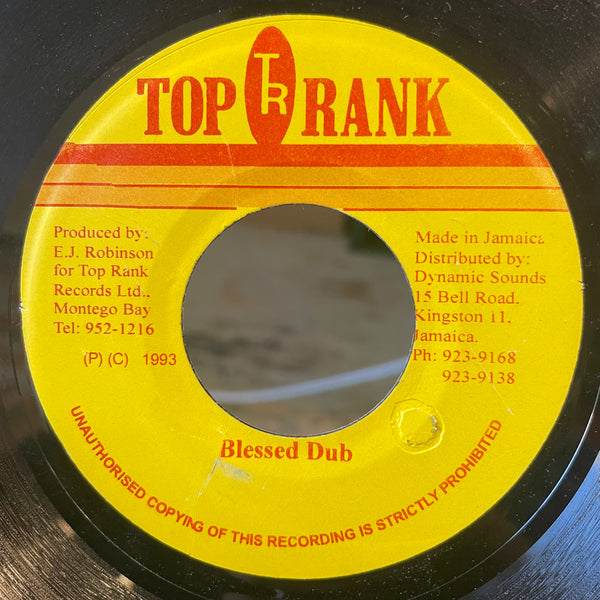 TOP TR RANK
Produced by:
E.J. Robinson
for Top Rank
Records Ltd.,
Montego Bay
Tel: 952-1216
(P) (C) 1993
Made in Jamaica
Distributed by:
Dynamic Sounds
15 Bell Road.
Kingston 11,
Jamaica.
Ph: 923-9168
923-9138
Blessed Dub
UNAUTHORISED COPYING OF THIS RECORDING IS STRICTLY PROHIBITED